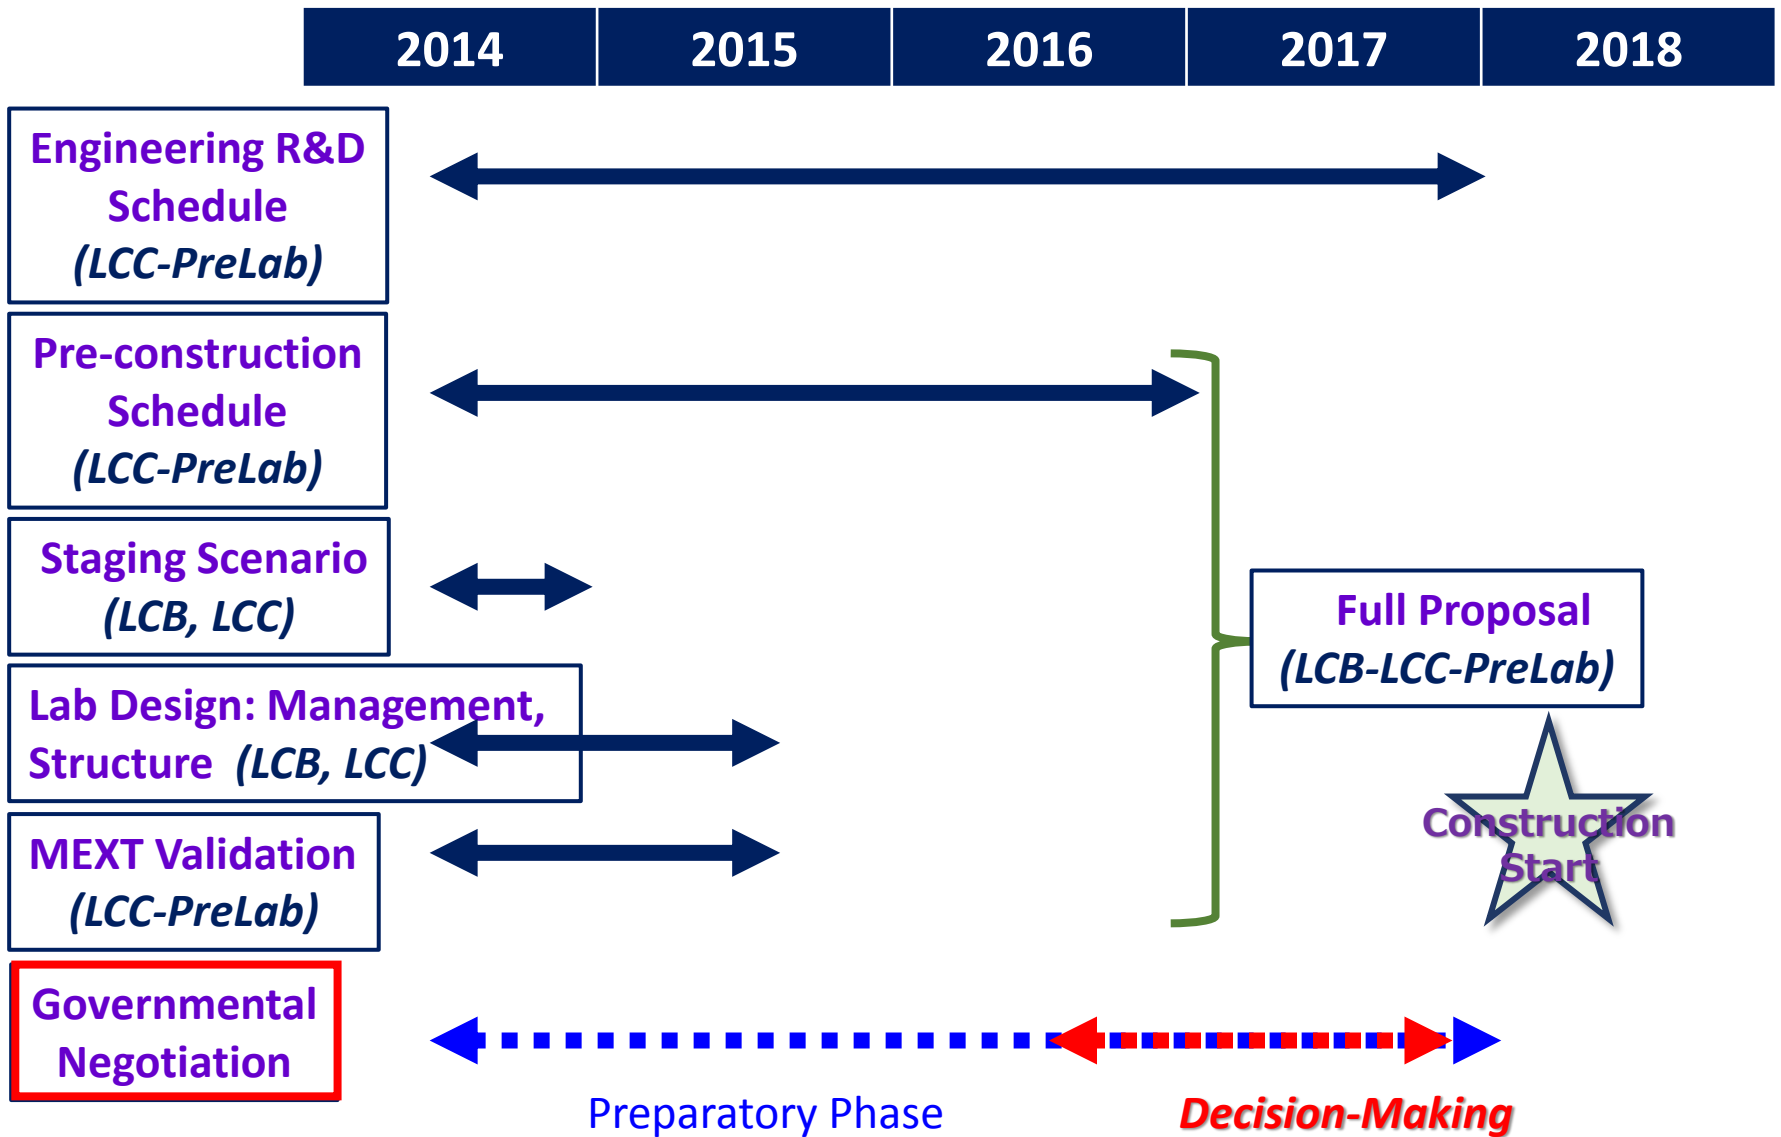 2014 2015 2016 2017 2018
Engineering R&D
Schedule
(LCC-PreLab)
Pre-construction
Schedule
(LCC-PreLab)
Staging Scenario
(LCB, LCC)
Full Proposal
(LCB-LCC-PreLab)
Lab Design: Management,
Structure (LCB, LCC)
Construction
Start
MEXT Validation
(LCC-PreLab)
Governmental
Negotiation
Preparatory Phase
Decision-Making